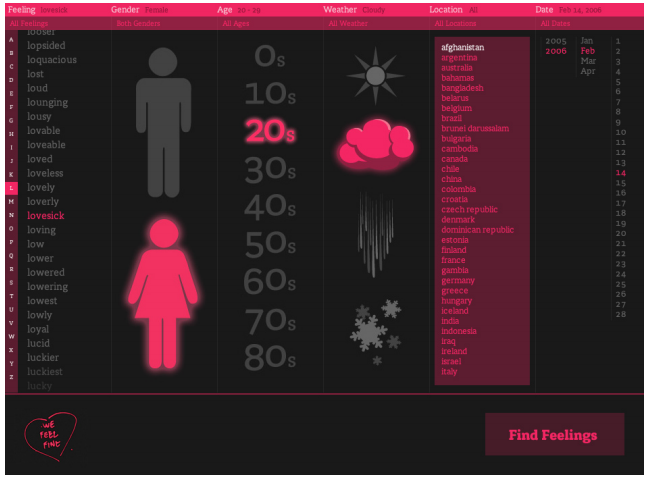 Feeling lovesick
Gender Female
Age 20 - 29
Weather Cloudy
Location All
Date Feb 14, 2006
All Feelings
Both Genders
All Ages
All Weather
All Locations
All Dates
A
B
C
D
E
F
G
H
I
J
K
L
M
N
O
P
Q
R
S
T
U
V
W
X
Y
Z
looser
lopsided
loquacious
lost
loud
lounging
lousy
lovable
loveable
loved
loveless
lovely
loverly
lovesick
loving
low
lower
lowered
lowering
lowest
lowly
loyal
lucid
luckier
luckiest
lucky
0s
10s
20s
30s
40s
50s
60s
70s
80s
afghanistan
argentina
australia
bahamas
bangladesh
belarus
belgium
brazil
brunei darussalam
bulgaria
cambodia
canada
chile
china
colombia
croatia
czech republic
denmark
dominican republic
estonia
finland
france
gambia
germany
greece
hungary
iceland
india
indonesia
iraq
ireland
israel
italy
2005
2006
Jan
Feb
Mar
Apr
1
2
3
4
5
6
7
8
9
10
11
12
13
14
15
16
17
18
19
20
21
22
23
24
25
26
27
28
WE
FEEL
FINE
Find Feelings